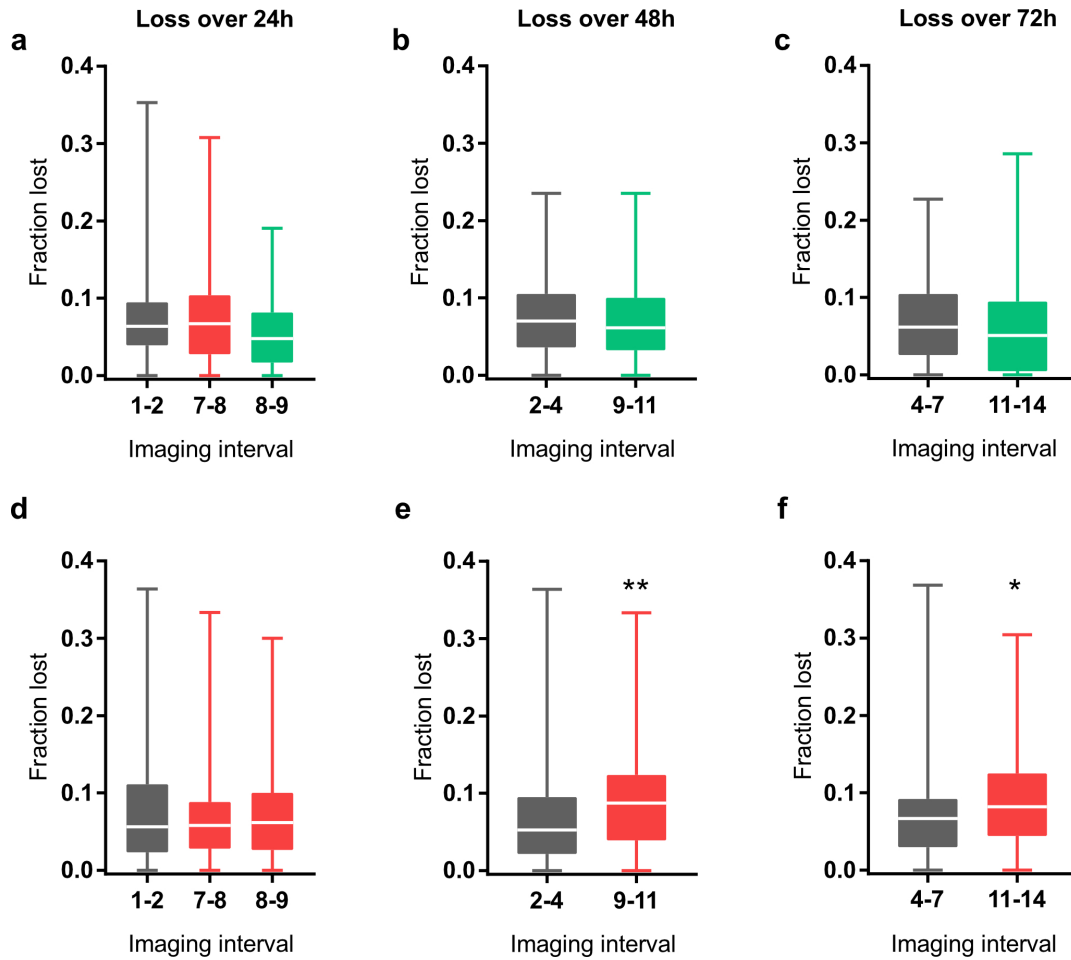 Loss over 24h
Loss over 48h
Loss over 72h
a
b
c
0.4
0.3
0.2
0.1
0.0
Fraction lost
1-2 7-8 8-9
Imaging interval
0.4
0.3
0.2
0.1
0.0
Fraction lost
2-4 9-11
Imaging interval
0.4
0.3
0.2
0.1
0.0
Fraction lost
4-7 11-14
Imaging interval
d
e
f
0.4
0.3
0.2
0.1
0.0
Fraction lost
1-2 7-8 8-9
Imaging interval
**
0.4
0.3
0.2
0.1
0.0
Fraction lost
2-4 9-11
Imaging interval
*
0.4
0.3
0.2
0.1
0.0
Fraction lost
4-7 11-14
Imaging interval